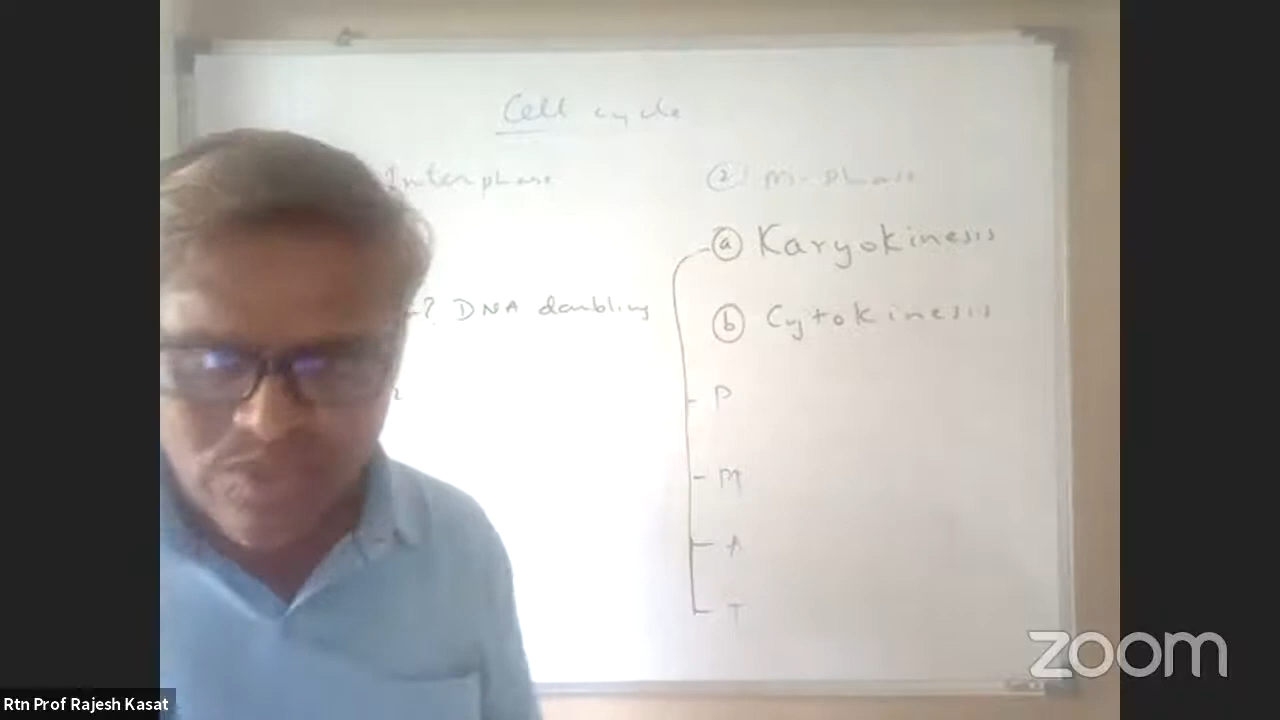 Cell cycle
Interphase
② M-phase
ⓐ Karyokinesis
? DNA doubling
ⓑ Cytokinesis
P
M
A
T
zoom
Rtn Prof Rajesh Kasat